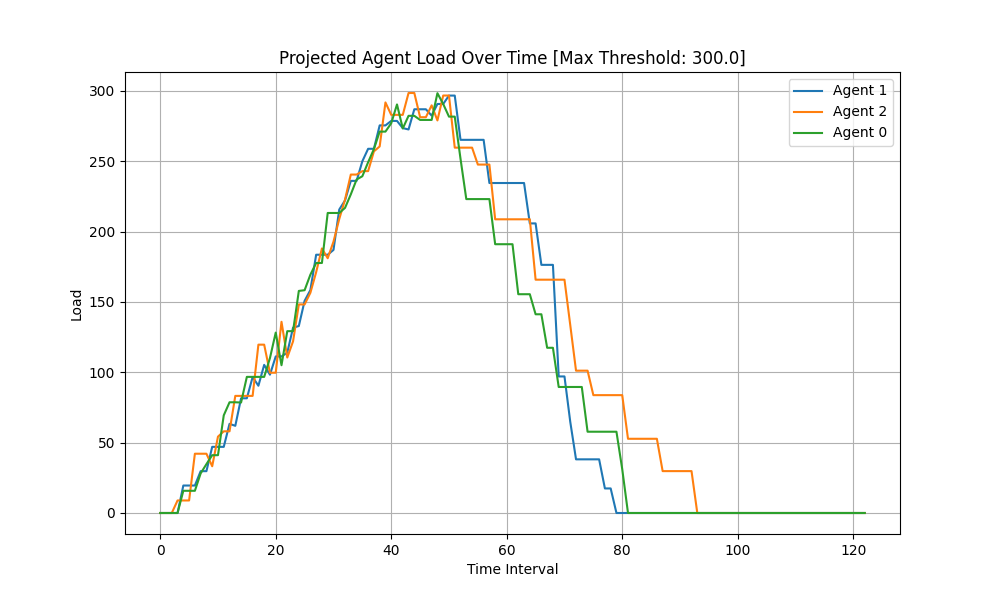 Projected Agent Load Over Time [Max Threshold: 300.0]
Agent 1
Agent 2
Agent 0
Load
300
250
200
150
100
50
0
0 20 40 60 80 100 120
Time Interval